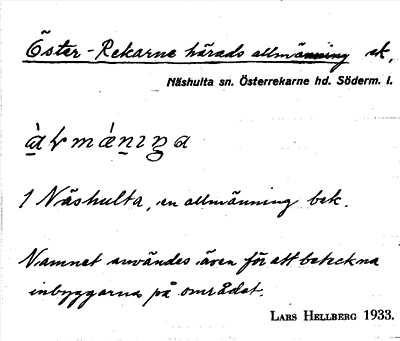 Öster-Rekarne härads allmänning sk,
Näshulta sn. Österrekarne hd. Söderm. l.
1 Näshulta, en allmänning bek.
Namnet användes även för att beteckna
inbyggarna på området.
LARS HELLBERG 1933.